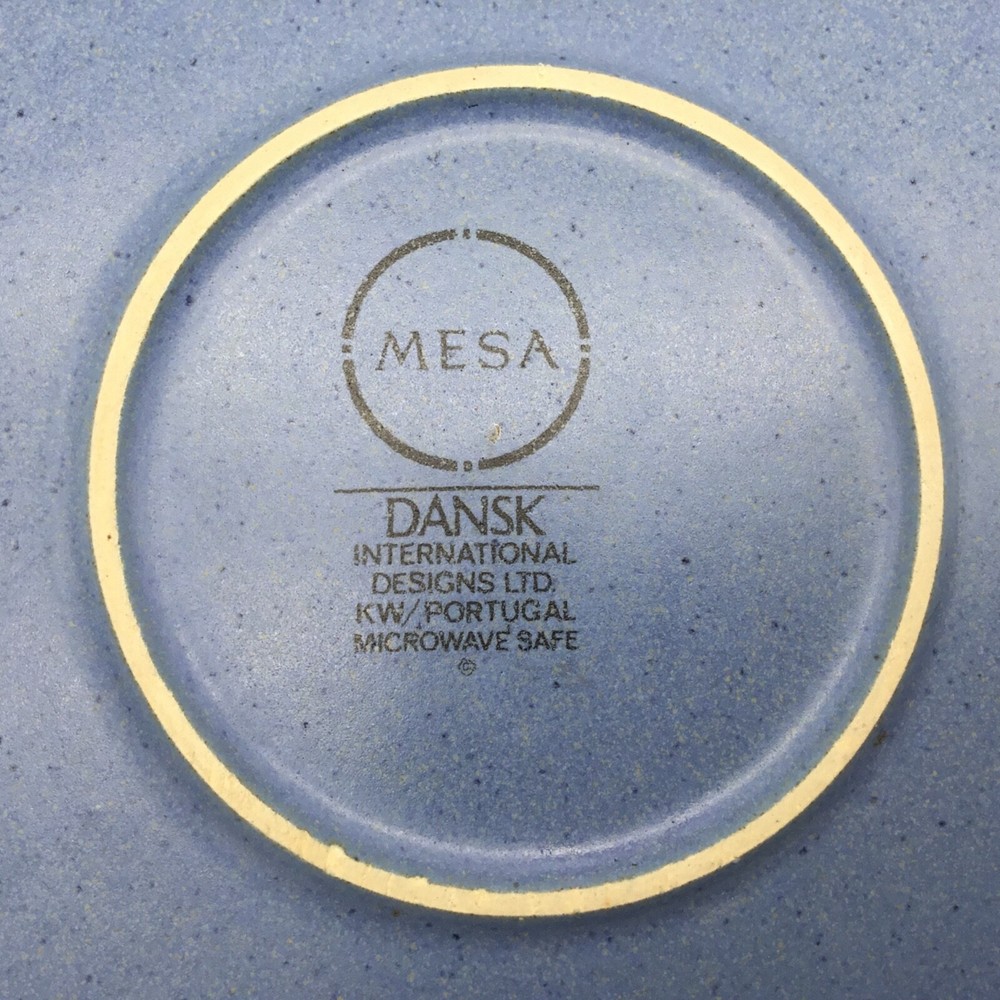 MESA
DANSK
INTERNATIONAL
DESIGNS LTD.
KW/PORTUGAL
MICROWAVE SAFE
©